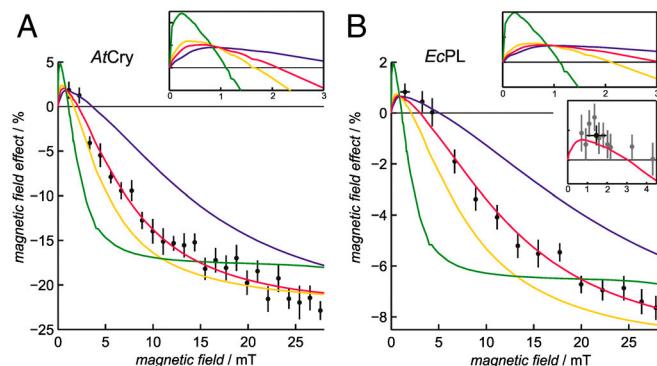 A
AtCry
5
0
−5
−10
−15
−20
−25
magnetic field effect / %
0 1 2 3
0 5 10 15 20 25
magnetic field / mT
B
EcPL
2
0
−2
−4
−6
−8
magnetic field effect / %
0 1 2 3
0 1 2 3 4
0 5 10 15 20 25
magnetic field / mT